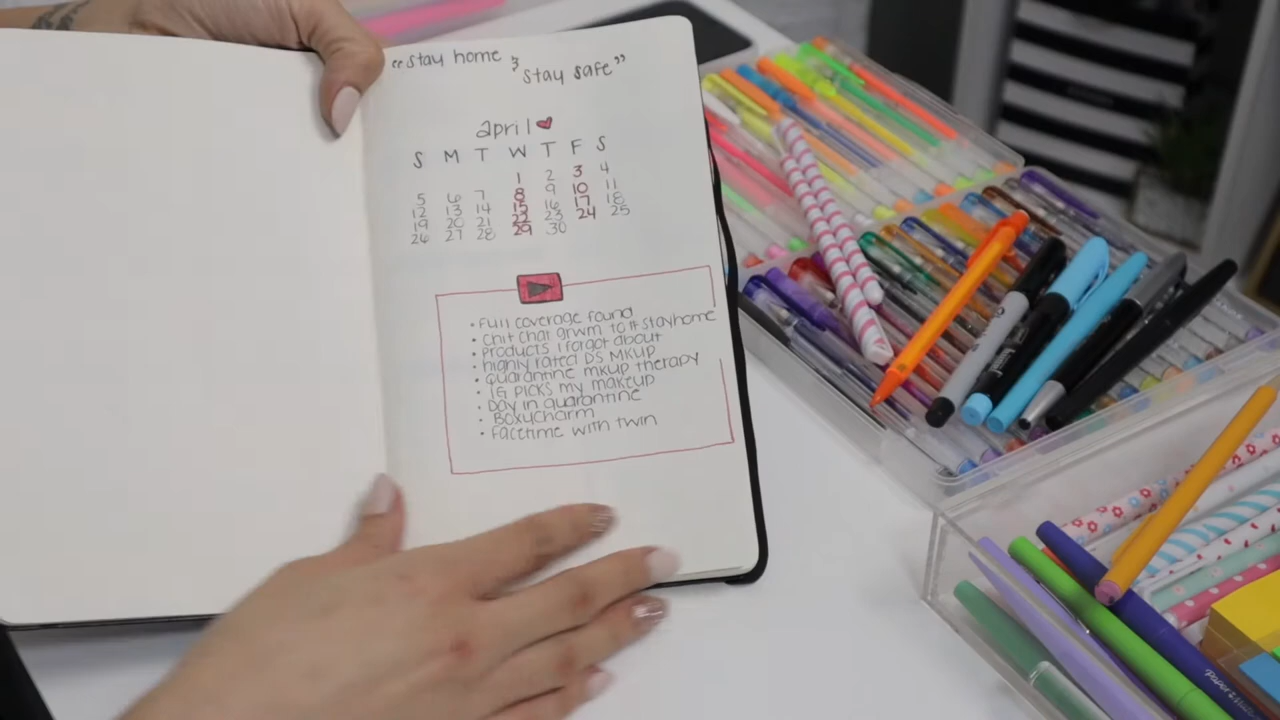 "stay home
& stay safe"
april
S M T W T F S
1 2 3 4
5 6 7 8 9 10 11
12 13 14 15 16 17 18
19 20 21 22 23 24 25
26 27 28 29 30
• Full coverage found
• chit chat grwm to #stayhome
• products I forgot about
• highly rated DS MKUP
• quarantine mkup therapy
• IG PICKS my makeup
• Day in quarantine
• Boxycharm
• Facetime with twin